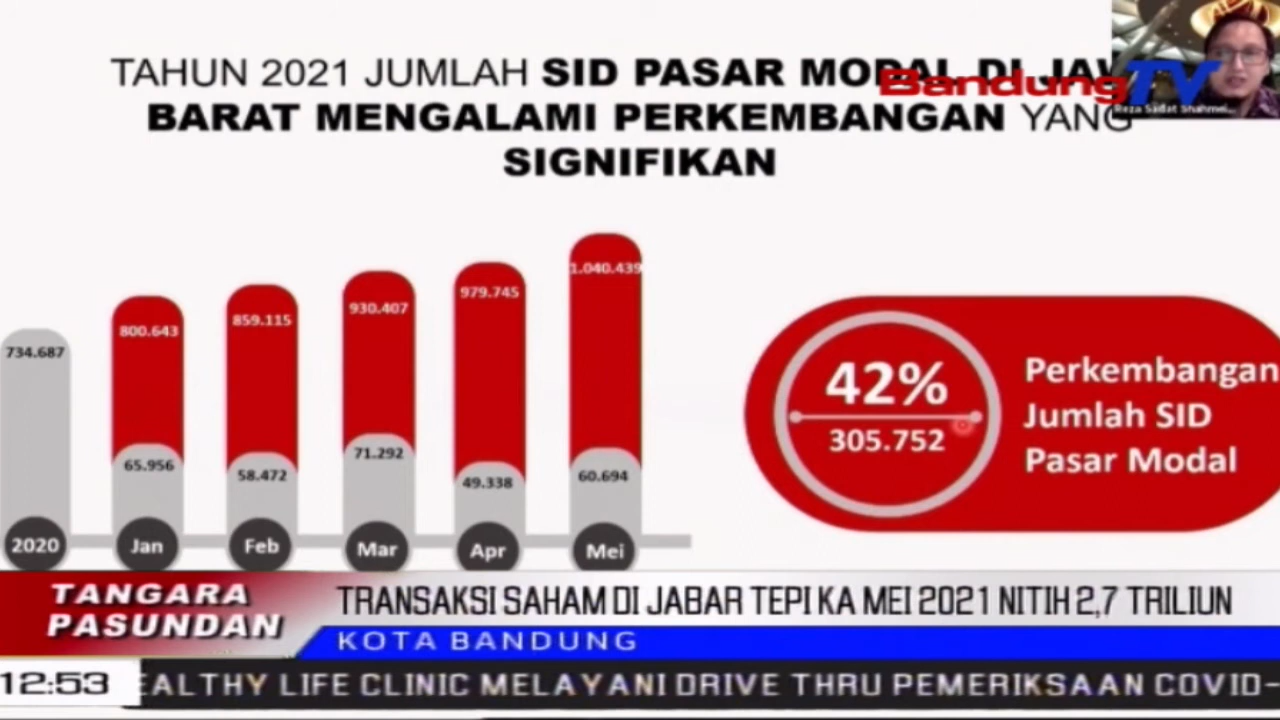 TAHUN 2021 JUMLAH SID PASAR MODAL DI JAW
BARAT MENGALAMI PERKEMBANGAN YANG
SIGNIFIKAN
BandungTV
Reza Sadat Shahmei...
734.687
800.643
859.115
930.407
979.745
1.040.439
65.956
58.472
71.292
49.338
60.694
2020
Jan
Feb
Mar
Apr
Mei
42%
305.752
Perkembangan
Jumlah SID
Pasar Modal
TANGARA
PASUNDAN
TRANSAKSI SAHAM DI JABAR TEPI KA MEI 2021 NITIH 2,7 TRILIUN
KOTA BANDUNG
12:53
EALTHY LIFE CLINIC MELAYANI DRIVE THRU PEMERIKSAAN COVID-